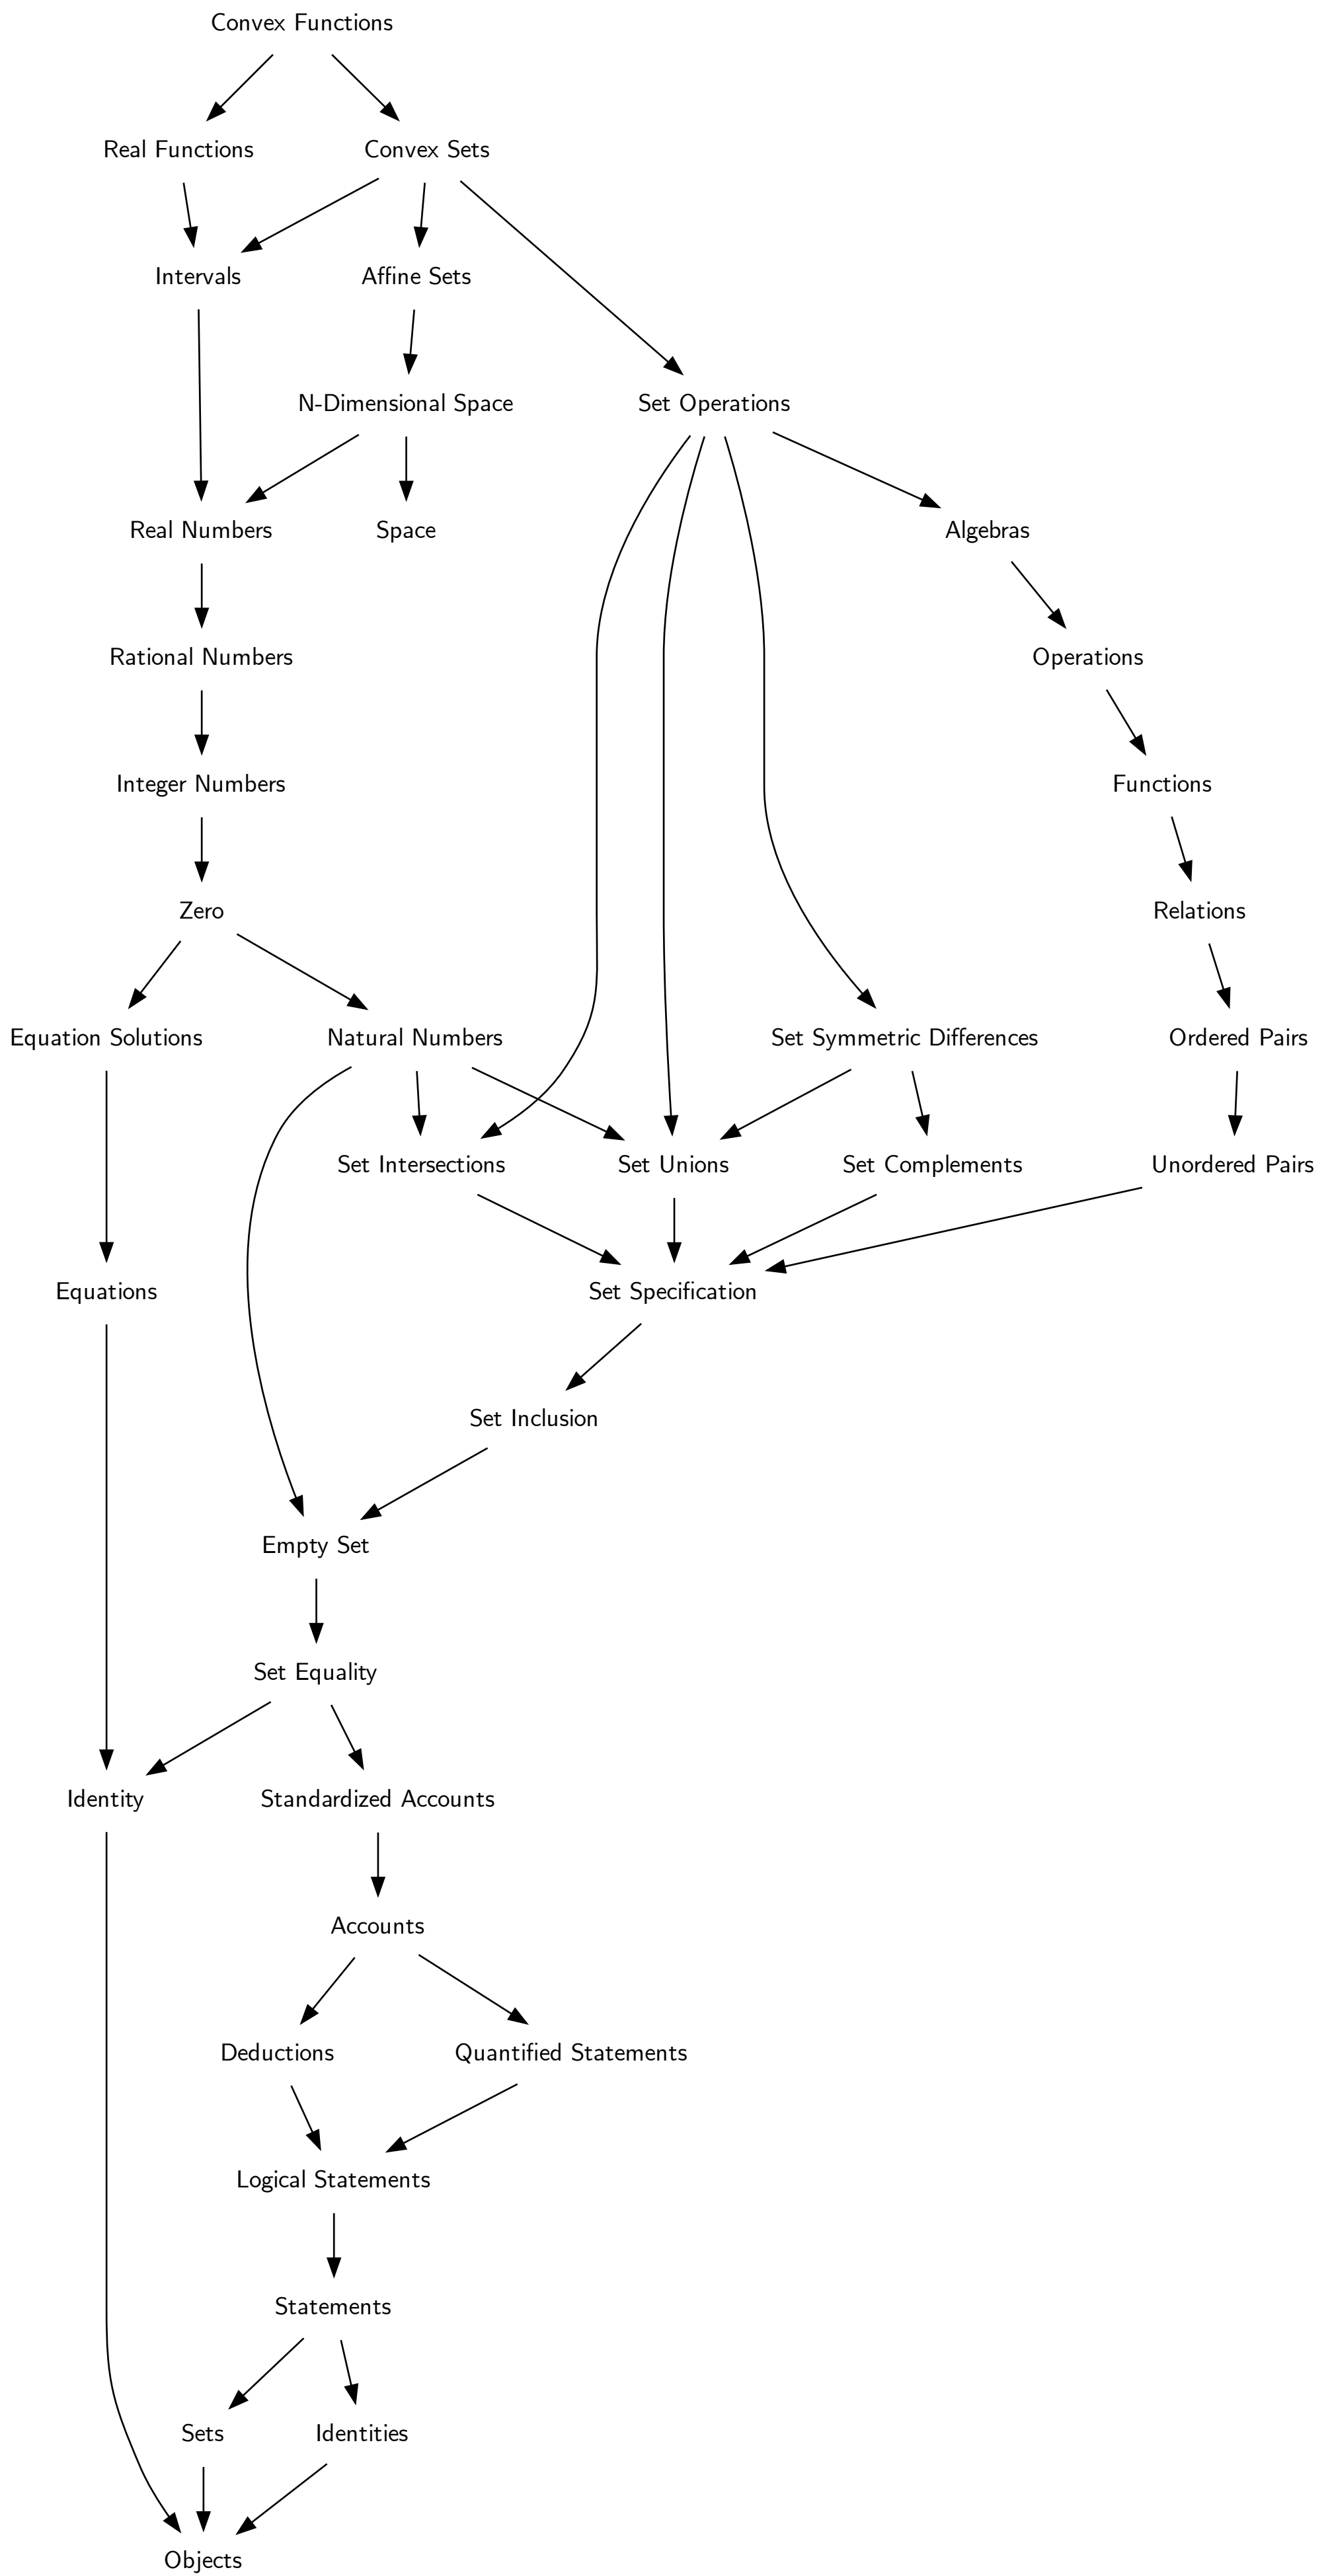 Convex Functions
Real Functions
Convex Sets
Intervals
Affine Sets
N-Dimensional Space
Set Operations
Real Numbers
Space
Algebras
Rational Numbers
Operations
Integer Numbers
Functions
Zero
Relations
Equation Solutions
Natural Numbers
Set Symmetric Differences
Ordered Pairs
Set Intersections
Set Unions
Set Complements
Unordered Pairs
Equations
Set Specification
Set Inclusion
Empty Set
Set Equality
Identity
Standardized Accounts
Accounts
Deductions
Quantified Statements
Logical Statements
Statements
Sets
Identities
Objects